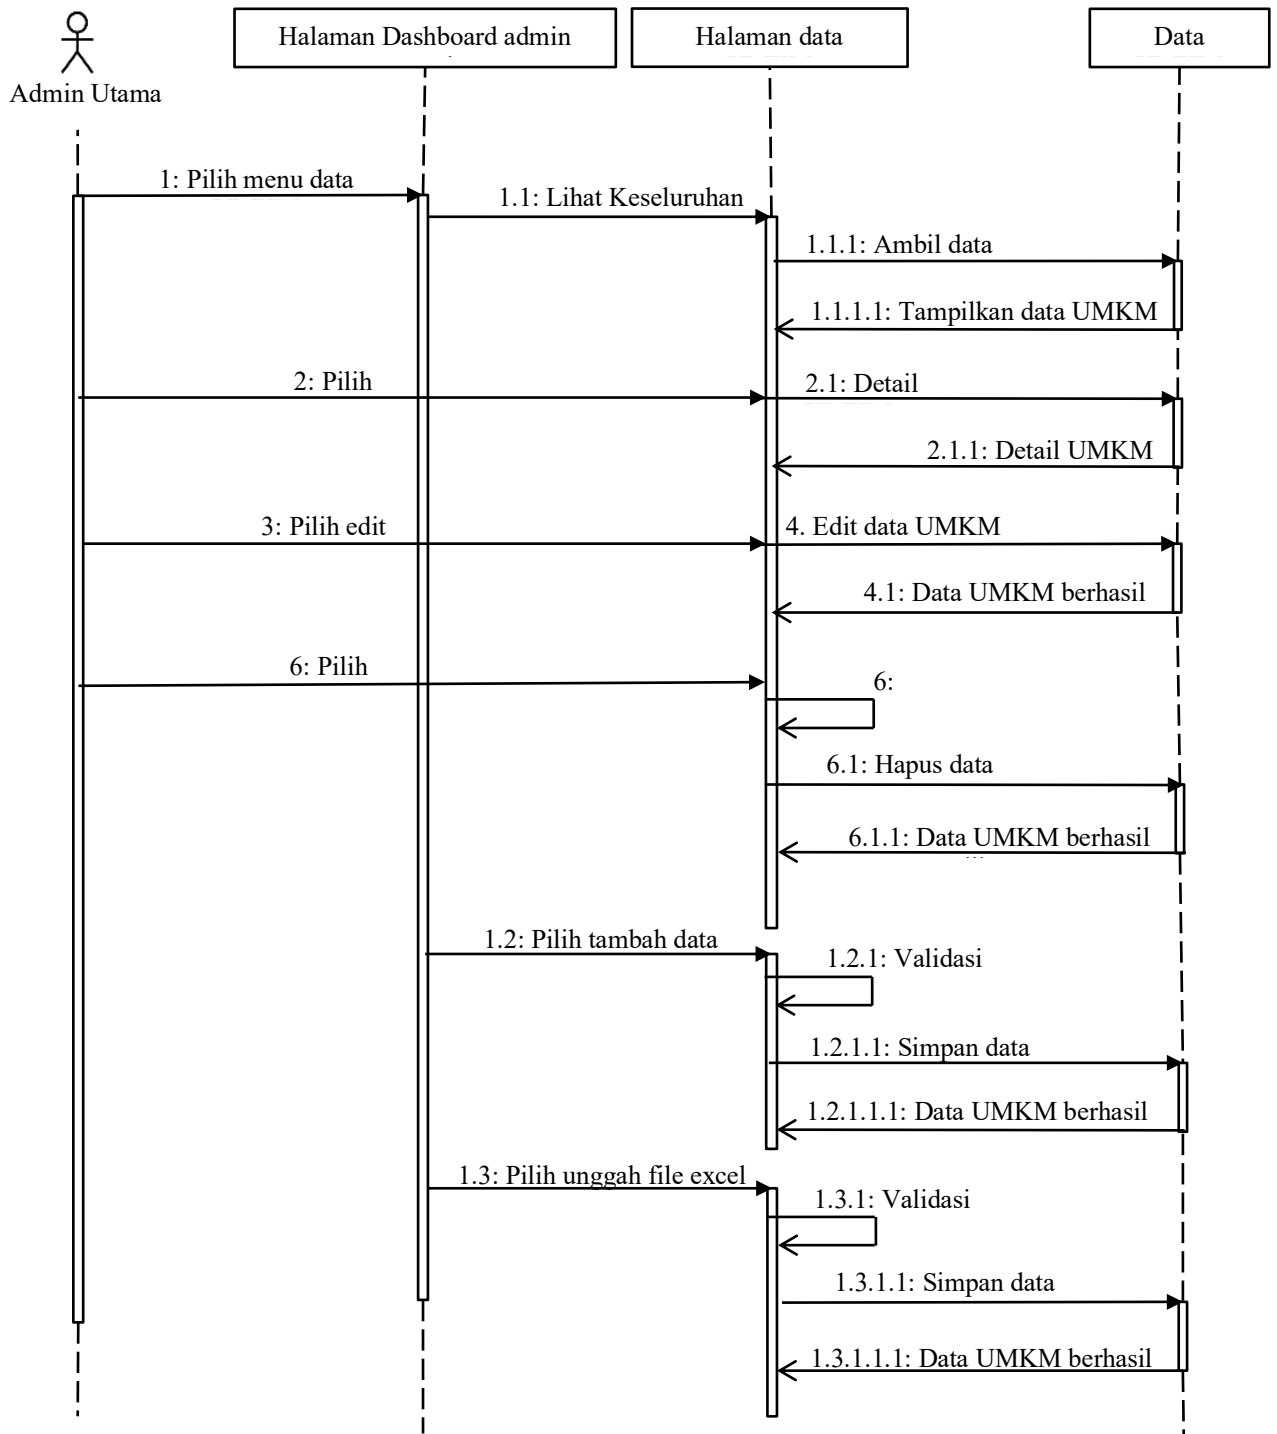 Halaman Dashboard admin
Halaman data
Data
Admin Utama
1: Pilih menu data
1.1: Lihat Keseluruhan
1.1.1: Ambil data
1.1.1.1: Tampilkan data UMKM
2: Pilih
2.1: Detail
2.1.1: Detail UMKM
3: Pilih edit
4. Edit data UMKM
4.1: Data UMKM berhasil
6: Pilih
6:
6.1: Hapus data
6.1.1: Data UMKM berhasil
1.2: Pilih tambah data
1.2.1: Validasi
1.2.1.1: Simpan data
1.2.1.1.1: Data UMKM berhasil
1.3: Pilih unggah file excel
1.3.1: Validasi
1.3.1.1: Simpan data
1.3.1.1.1: Data UMKM berhasil